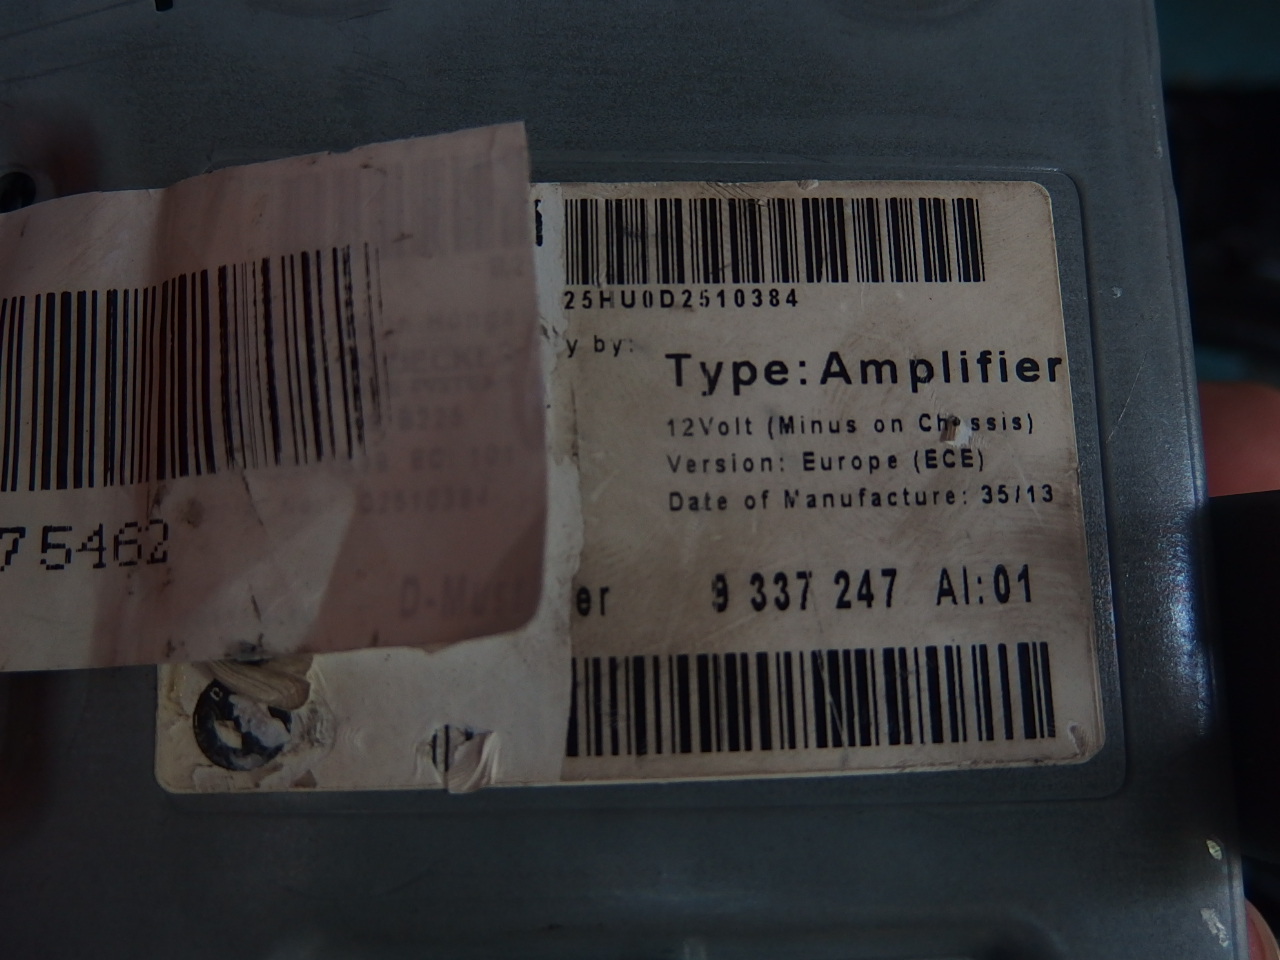 25HU0D2510384
y by:
Type:Amplifier
12Volt (Minus on Chassis)
Version: Europe (ECE)
Date of Manufacture: 35/13
75462
er 9 337 247 AI:01